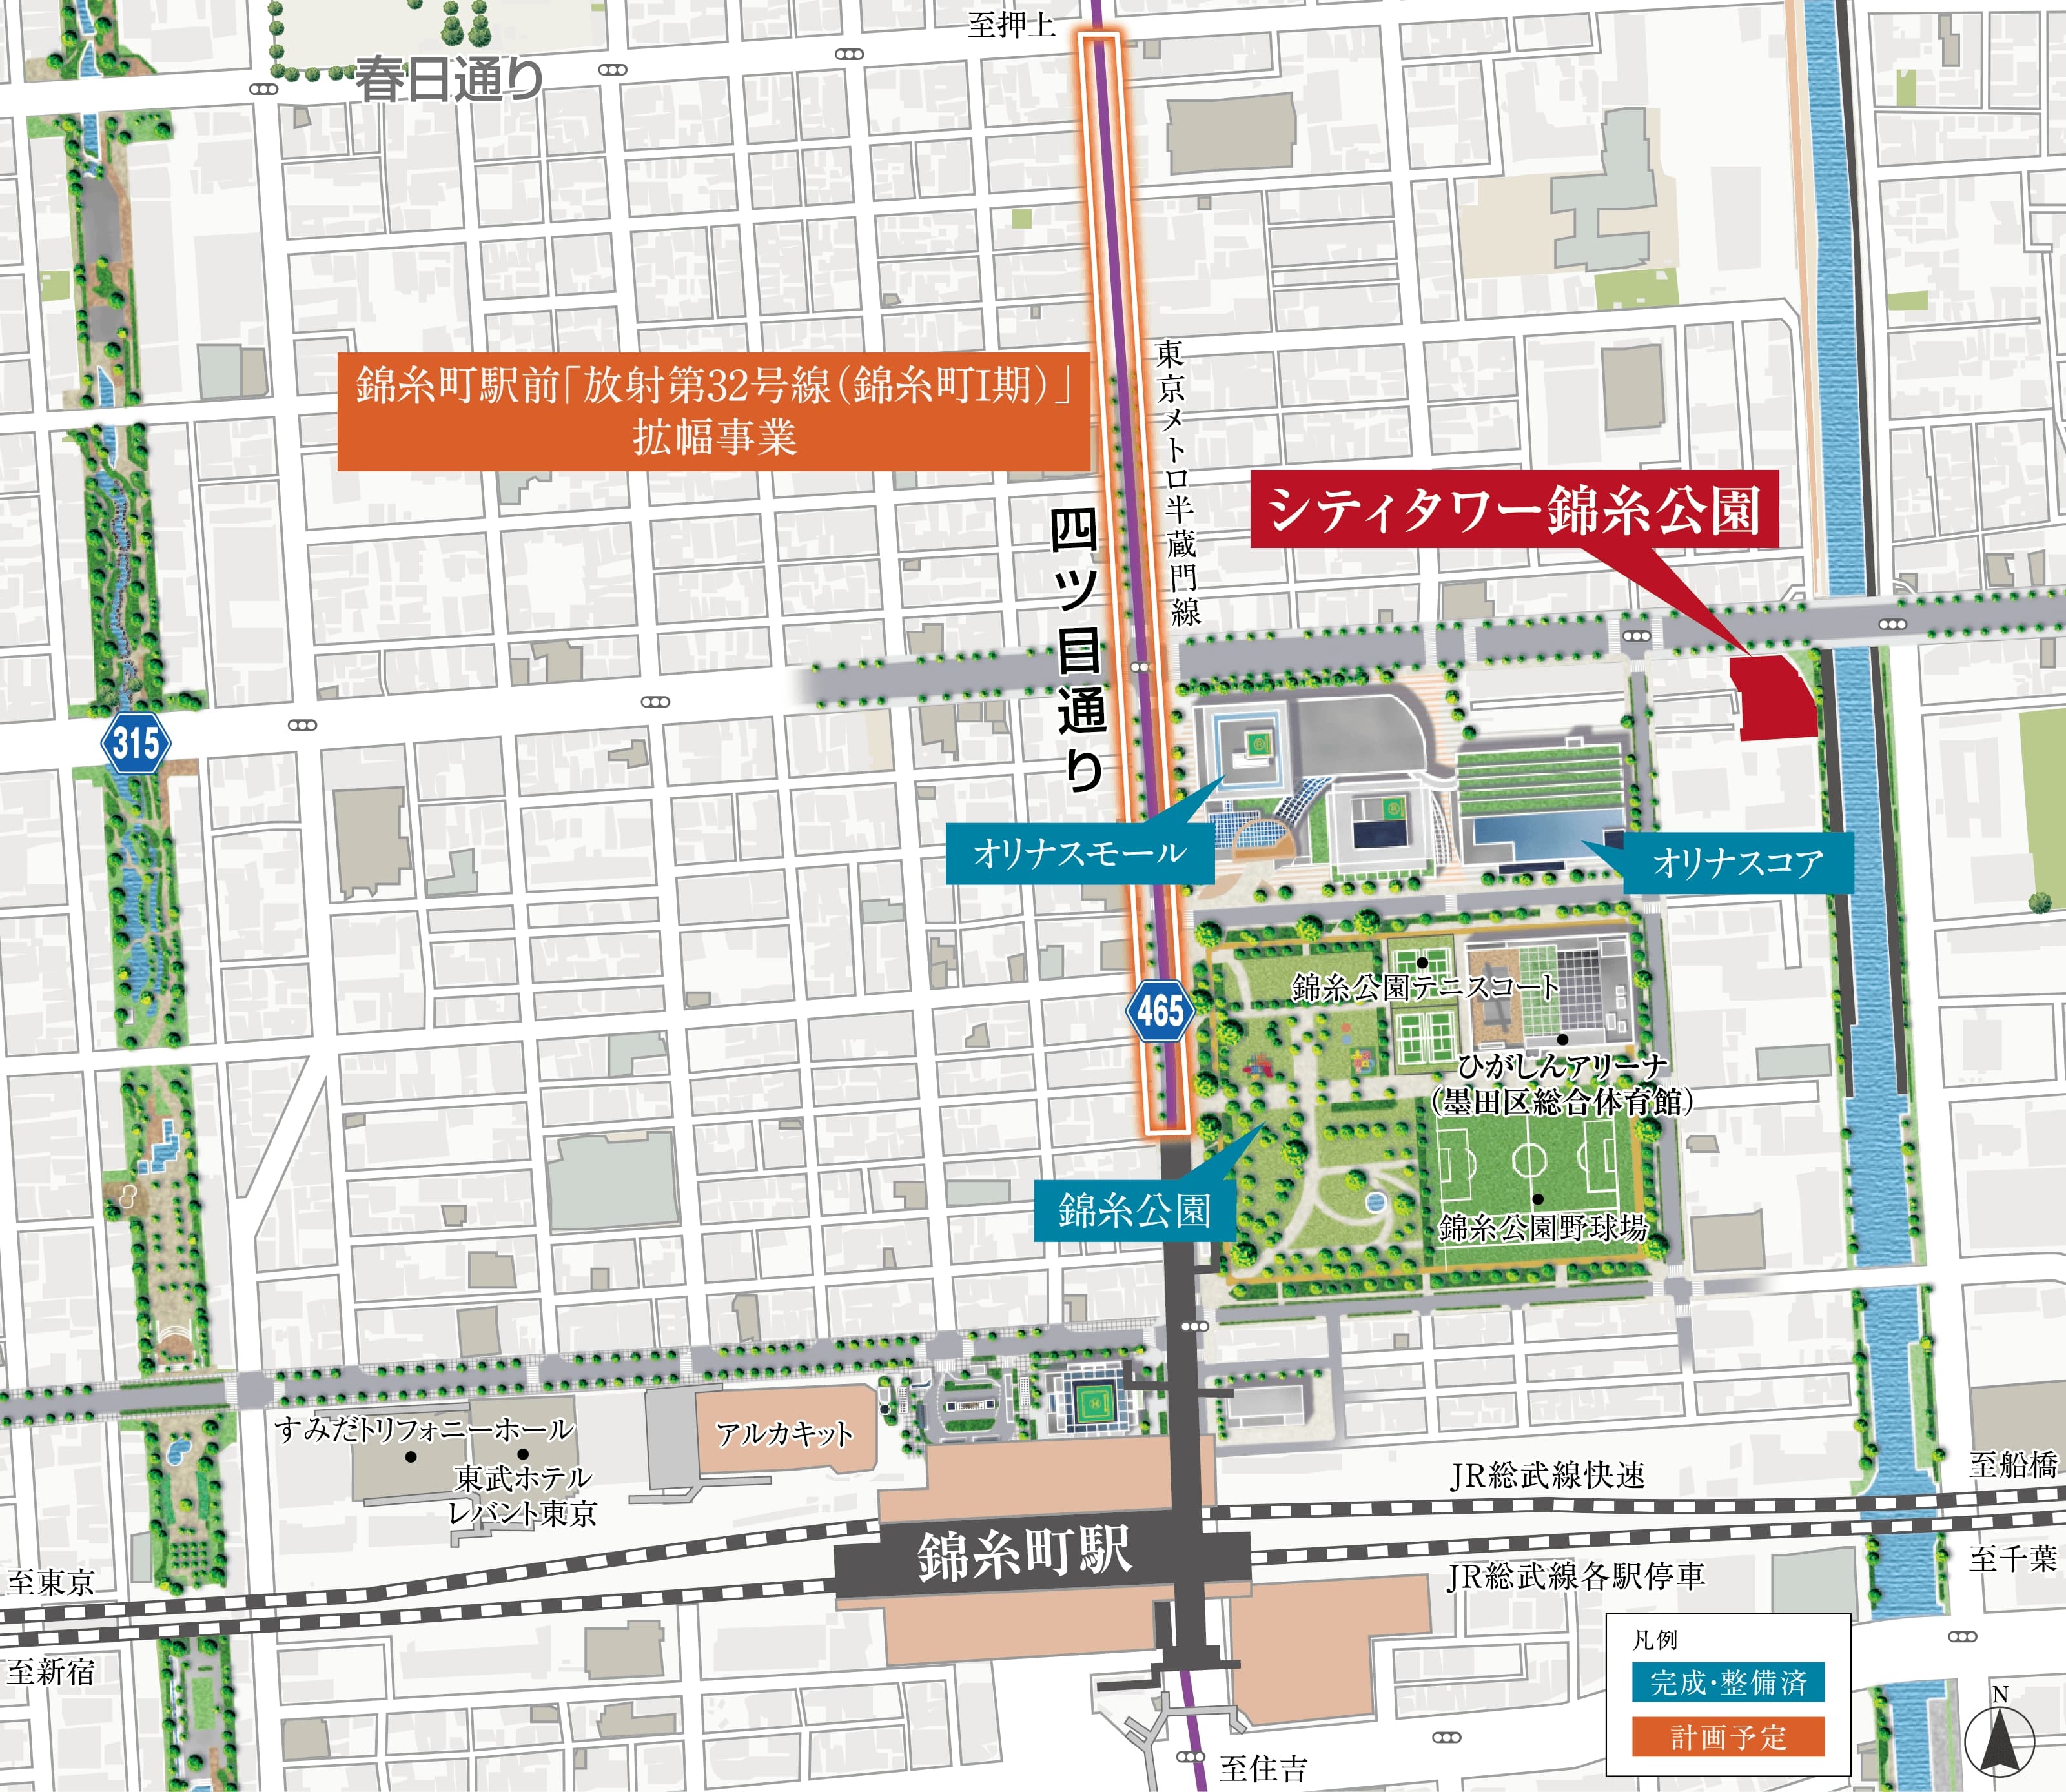 至押上
春日通り
錦糸町駅前「放射第32号線(錦糸町I期)」
拡幅事業
東京メトロ半蔵門線
四ツ目通り
シティタワー錦糸公園
315
オリナスモール
オリナスコア
錦糸公園テニスコート
465
ひがしんアリーナ
(墨田区総合体育館)
錦糸公園
錦糸公園野球場
すみだトリフォニーホール
アルカキット
東武ホテル
レバント東京
JR総武線快速
至船橋
錦糸町駅
至東京
JR総武線各駅停車
至千葉
至新宿
凡例
完成・整備済
計画予定
N
至住吉